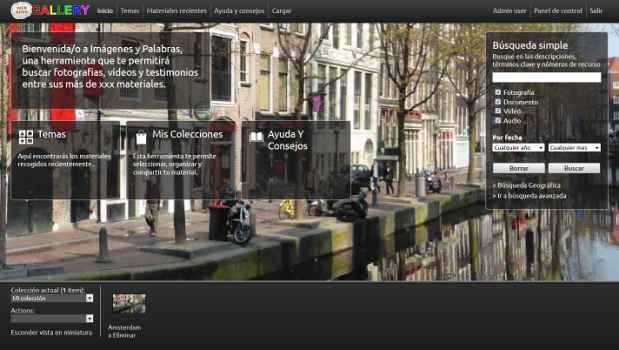 GALLERY
Inicio
Temas
Materiales recientes
Ayuda y consejos
Cargar
Admin user
Panel de control
Salir
Bienvenida/o a Imágenes y Palabras,
una herramienta que te permitirá
buscar fotografías, vídeos y testimonios
entre sus más de xxx materiales.
Temas
Aquí encontrarás los materiales
recogidos recientemente.
Mis Colecciones
Esta herramienta te permite
seleccionar, organizar y
compartir tu material.
Ayuda Y
Consejos
Búsqueda simple
Busque en las descripciones,
términos clave y números de recurso
Fotografía
Documento
Vídeo
Audio
Por fecha
Cualquier año
Cualquier mes
Borrar
Buscar
» Búsqueda Geográfica
» Ir a búsqueda avanzada
Colección actual (1 item):
Mi colección
Actions:
Esconder vista en miniatura
Amsterdam
a Eliminar